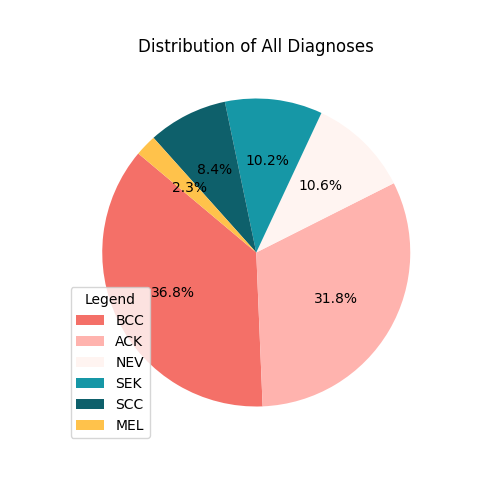 Distribution of All Diagnoses
10.2%
8.4%
10.6%
2.3%
36.8%
31.8%
Legend
BCC
ACK
NEV
SEK
SCC
MEL